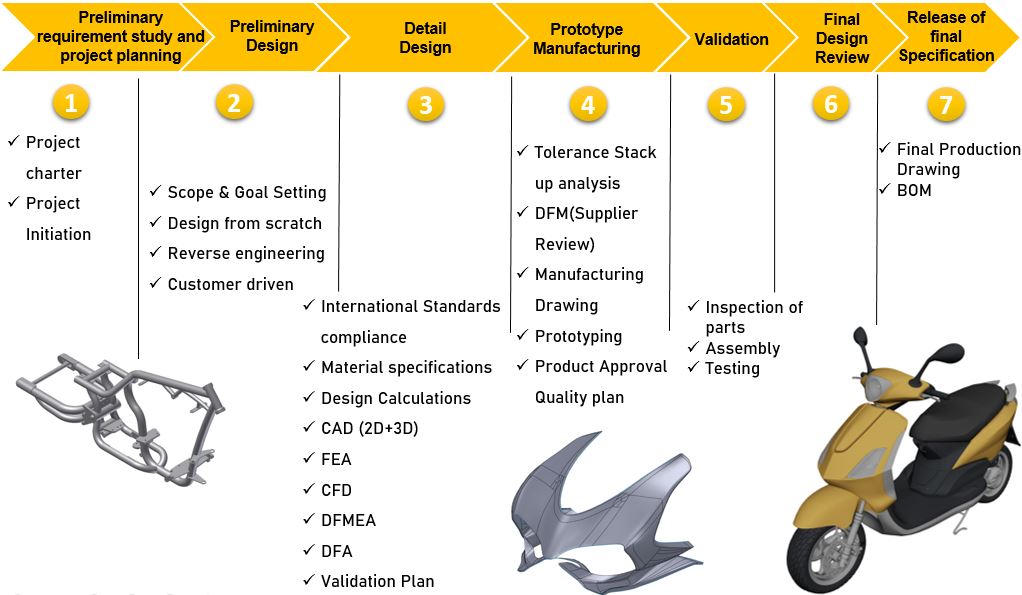 Preliminary
requirement study and
project planning
Preliminary
Design
Detail
Design
Prototype
Manufacturing
Validation
Final
Design
Review
Release of
final
Specification
1
2
3
4
5
6
7
✓ Project
charter
✓ Project
Initiation
✓ Scope & Goal Setting
✓ Design from scratch
✓ Reverse engineering
✓ Customer driven
✓ International Standards
compliance
✓ Material specifications
✓ Design Calculations
✓ CAD (2D+3D)
✓ FEA
✓ CFD
✓ DFMEA
✓ DFA
✓ Validation Plan
✓ Tolerance Stack
up analysis
✓ DFM(Supplier
Review)
✓ Manufacturing
Drawing
✓ Prototyping
✓ Product Approval
Quality plan
✓ Inspection of
parts
✓ Assembly
✓ Testing
✓ Final Production
Drawing
✓ BOM